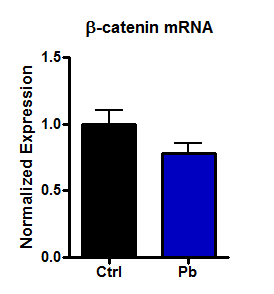 β-catenin mRNA
Normalized Expression
1.5
1.0
0.5
0.0
Ctrl Pb